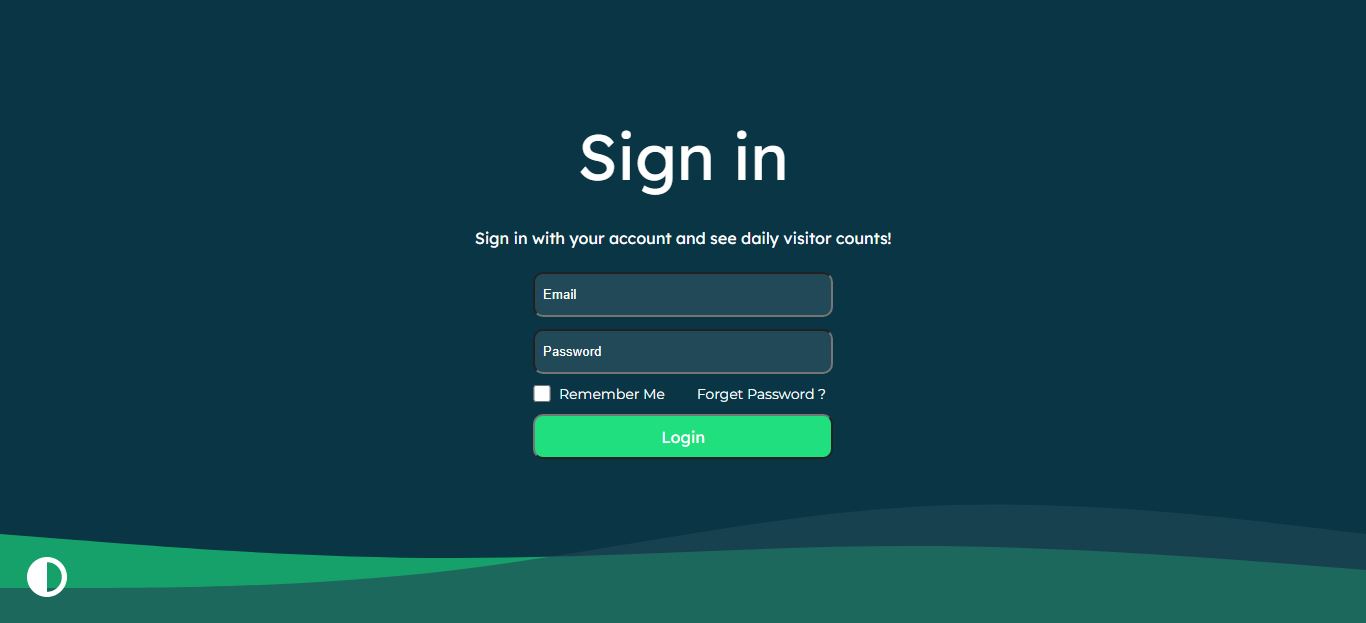 Sign in
Sign in with your account and see daily visitor counts!
Email
Password
Remember Me Forget Password ?
Login